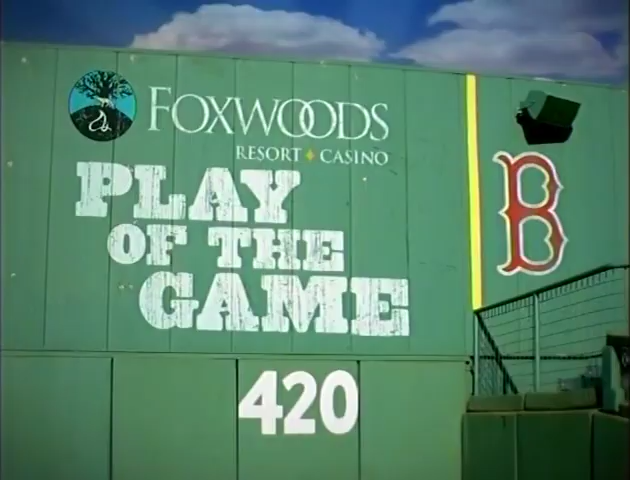 FOXWOODS
RESORT CASINO
PLAY
OF THE
GAME
B
420